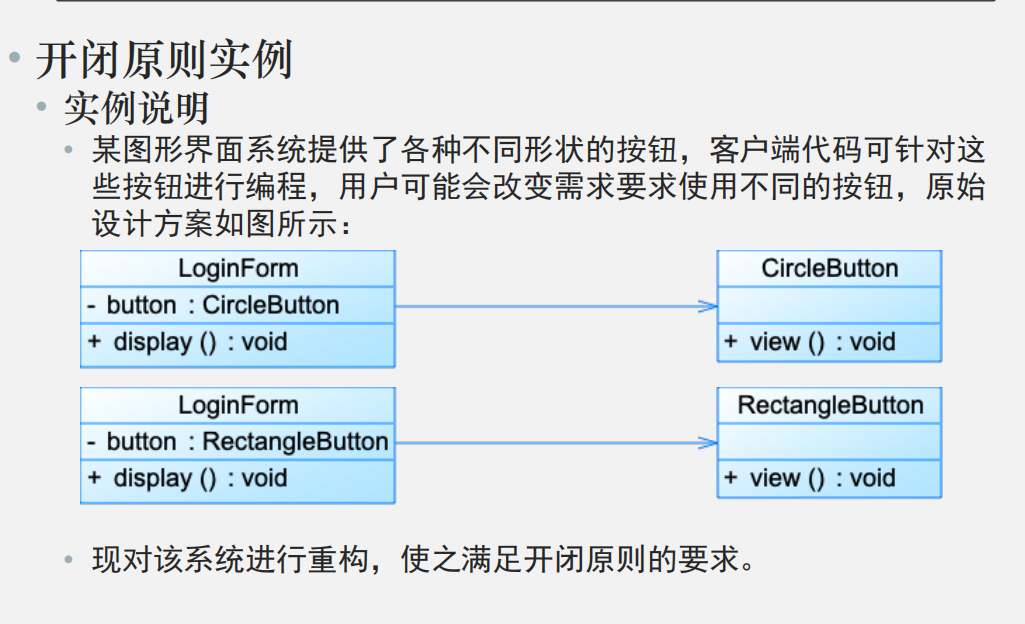 开闭原则实例
实例说明
某图形界面系统提供了各种不同形状的按钮，客户端代码可针对这
些按钮进行编程，用户可能会改变需求要求使用不同的按钮，原始
设计方案如图所示：
LoginForm
- button : CircleButton
+ display () : void
CircleButton
+ view () : void
LoginForm
- button : RectangleButton
+ display () : void
RectangleButton
+ view () : void
现对该系统进行重构，使之满足开闭原则的要求。